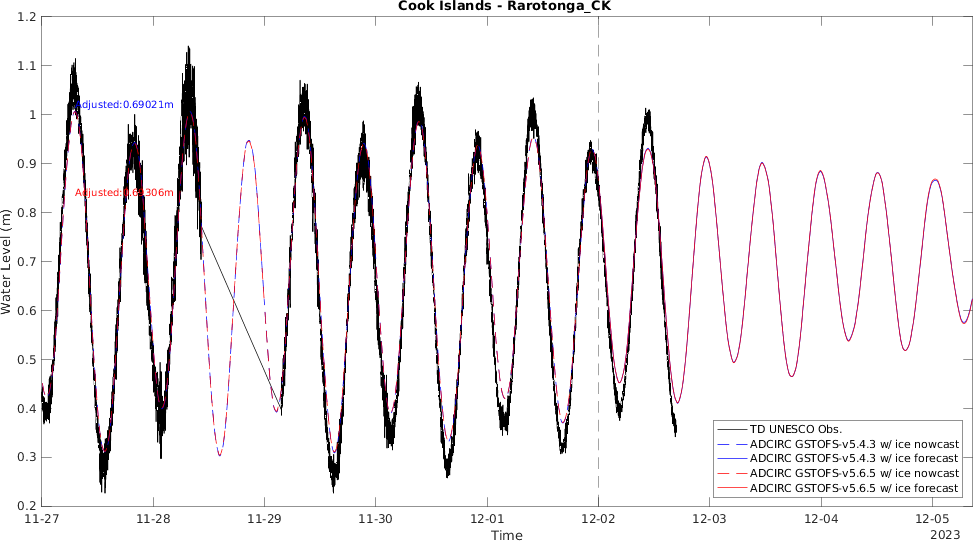 Cook Islands - Rarotonga_CK
1.2
1.1
1
0.9
0.8
0.7
0.6
0.5
0.4
0.3
0.2
Water Level (m)
Adjusted:0.69021m
TD UNESCO Obs.
ADCIRC GSTOFS-v5.4.3 w/ ice nowcast
ADCIRC GSTOFS-v5.4.3 w/ ice forecast
ADCIRC GSTOFS-v5.6.5 w/ ice nowcast
ADCIRC GSTOFS-v5.6.5 w/ ice forecast
11-27 11-28 11-29 11-30 12-01 12-02 12-03 12-04 12-05
Time
2023